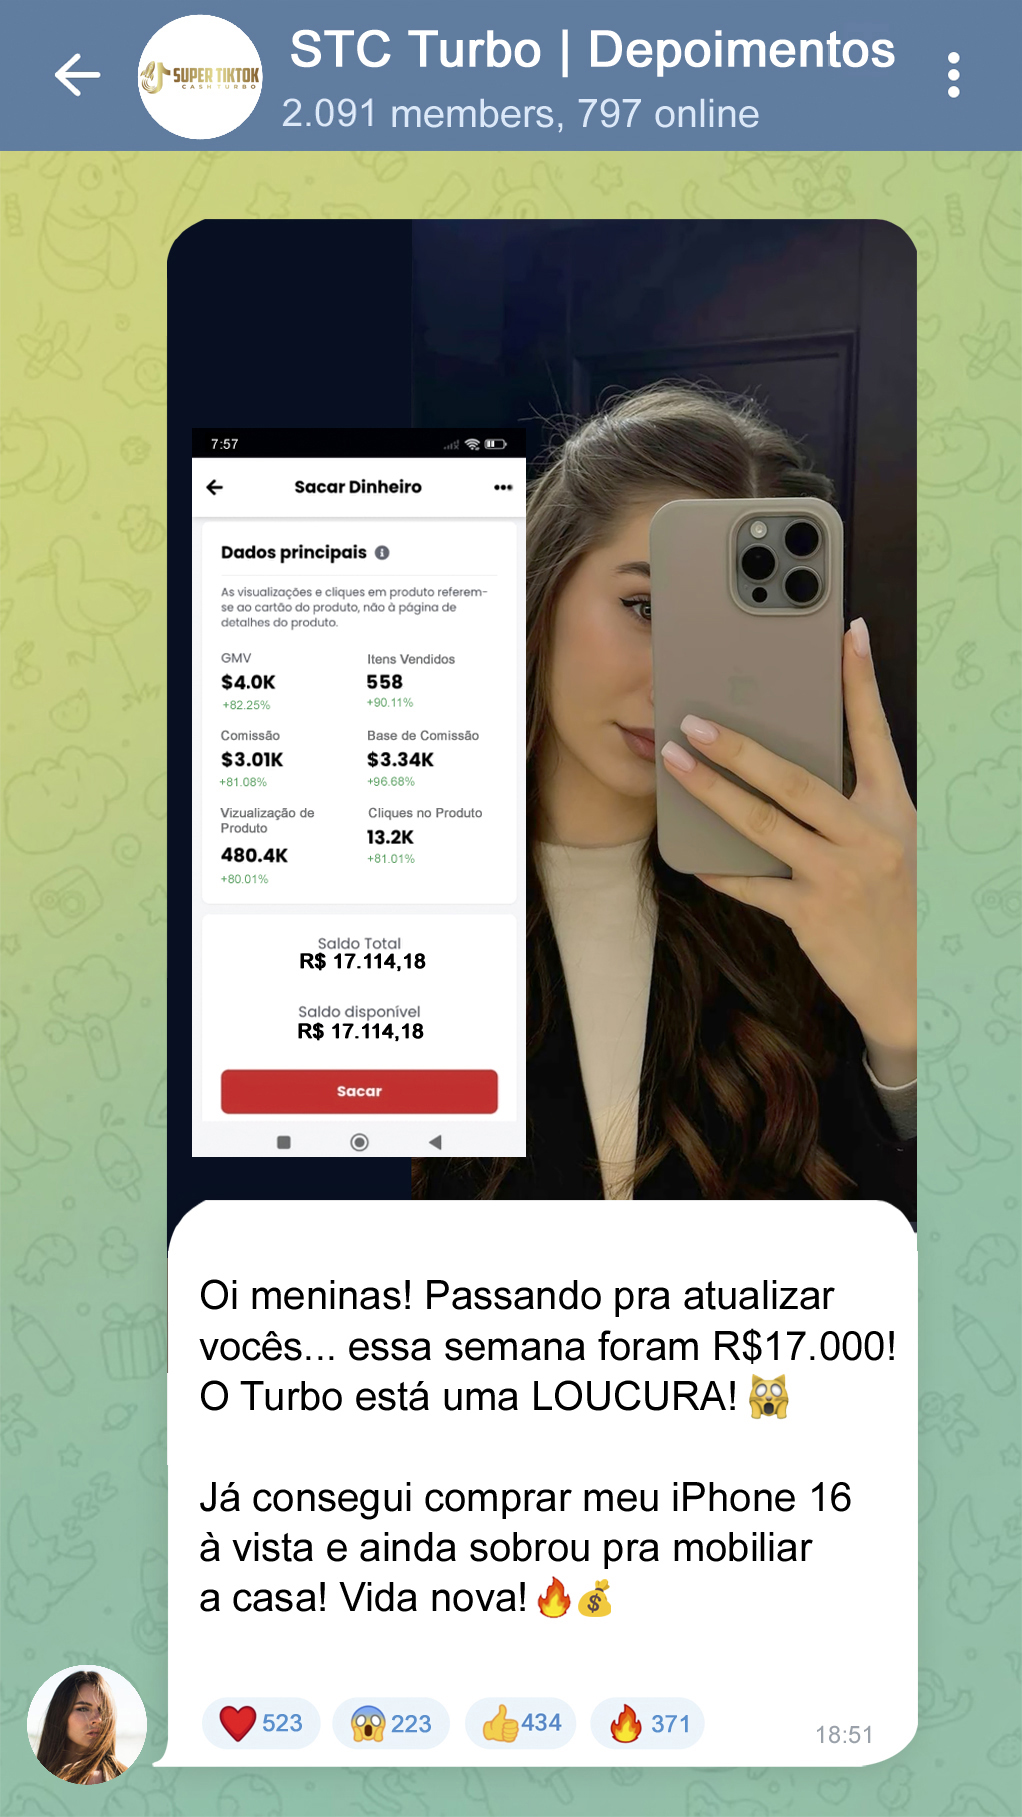 STC Turbo | Depoimentos
SUPER TIKTOK
CASH TURBO
2.091 members, 797 online
7:57
Sacar Dinheiro
Dados principais
As visualizações e cliques em produto referem-
se ao cartão do produto, não à página de
detalhes do produto.
GMV
$4.0K
+82.25%
Itens Vendidos
558
+90.11%
Comissão
$3.01K
+81.08%
Base de Comissão
$3.34K
+96.68%
Vizualização de
Produto
480.4K
+80.01%
Cliques no Produto
13.2K
+81.01%
Saldo Total
R$ 17.114,18
Saldo disponível
R$ 17.114,18
Sacar
Oi meninas! Passando pra atualizar
vocês... essa semana foram R$17.000!
O Turbo está uma LOUCURA! 🙀
Já consegui comprar meu iPhone 16
à vista e ainda sobrou pra mobiliar
a casa! Vida nova! 🔥💰
❤️ 523 😱 223 👍 434 🔥 371
18:51